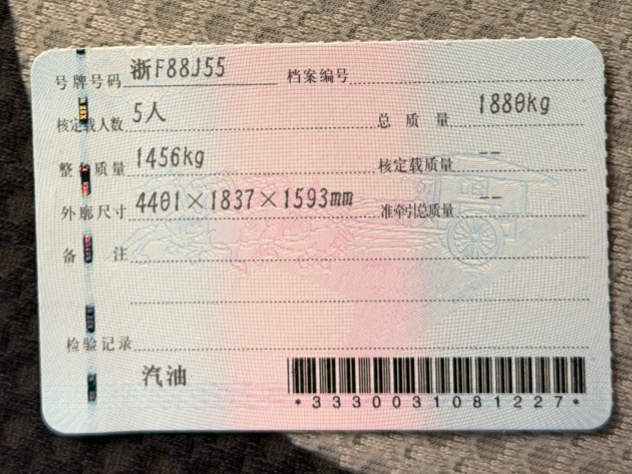 号牌号码 浙F88J55 档案编号
核定载人数 5人 总质量 1880kg
整备质量 1456kg 核定载质量 --
外廓尺寸 4401×1837×1593mm 准牵引总质量 --
备注
检验记录
汽油
*3330031081227*